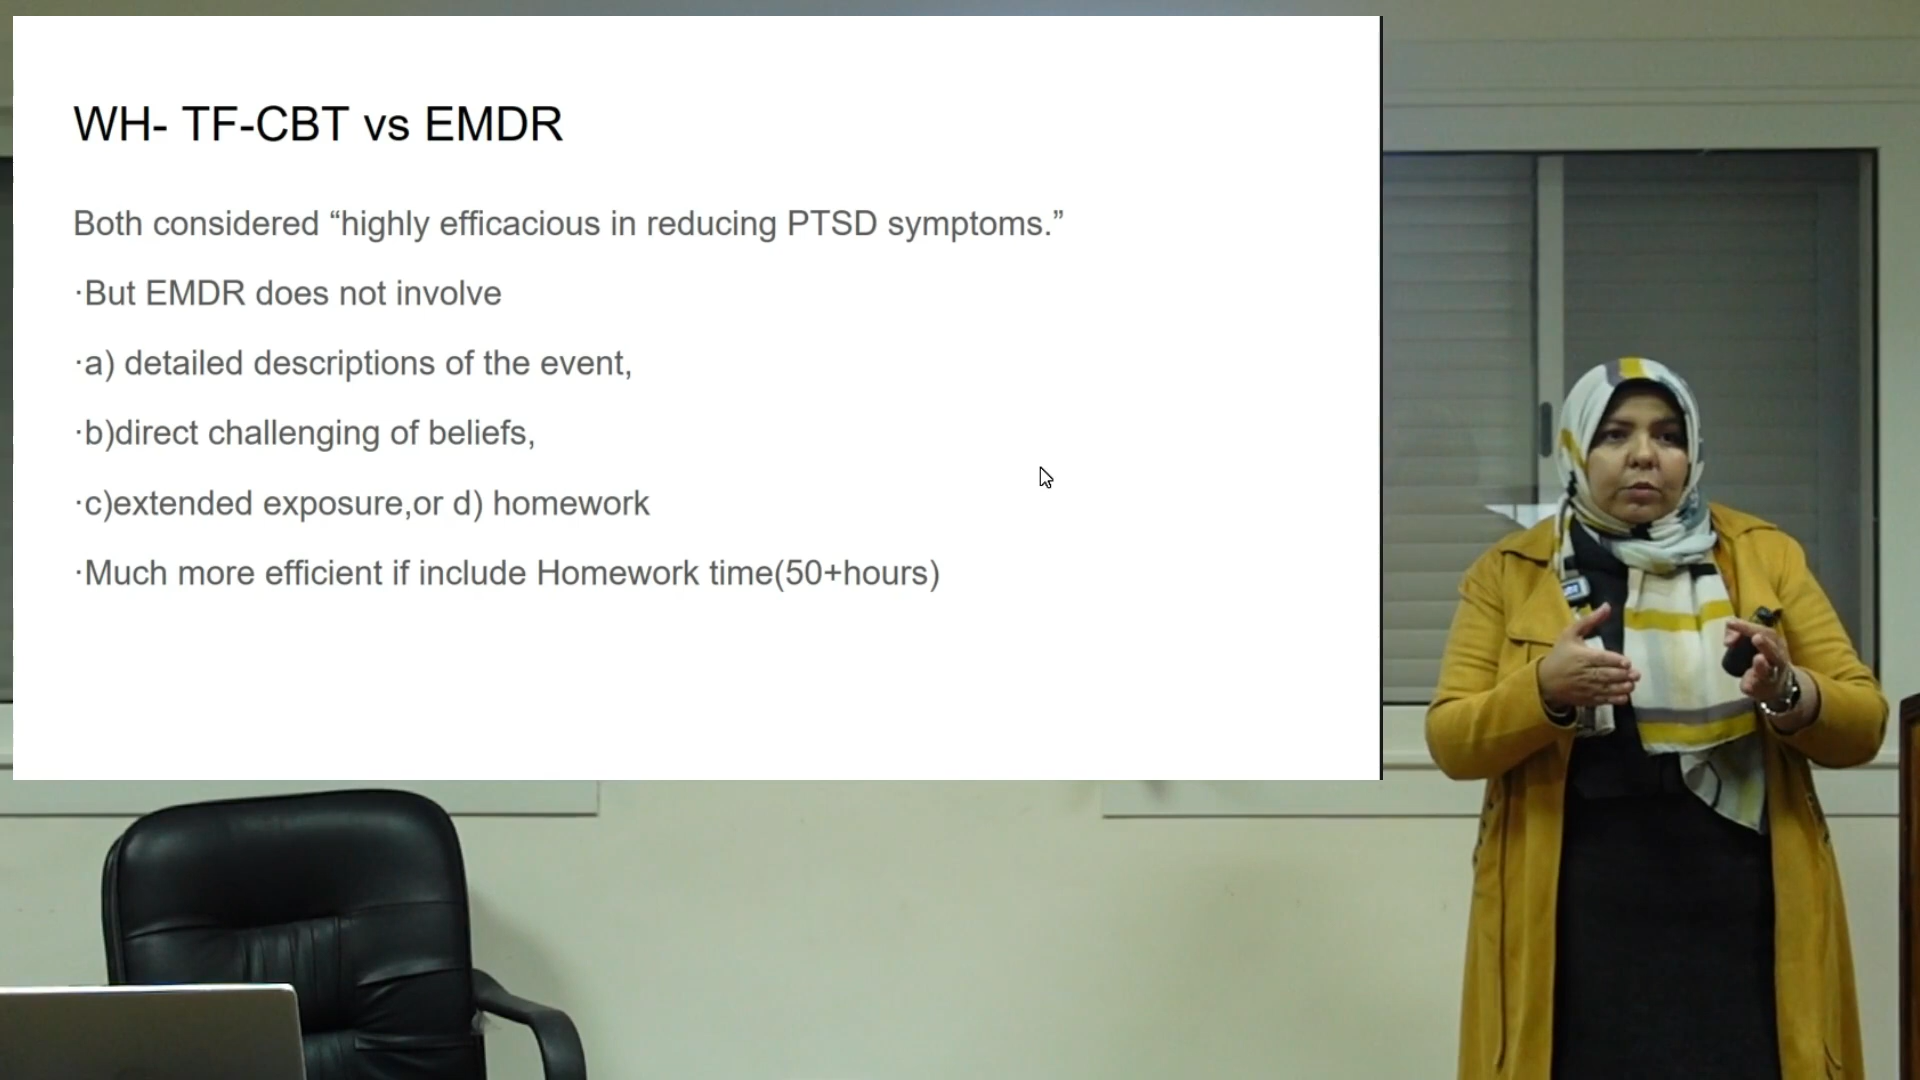 WH- TF-CBT vs EMDR
Both considered “highly efficacious in reducing PTSD symptoms.”
·But EMDR does not involve
·a) detailed descriptions of the event,
·b)direct challenging of beliefs,
·c)extended exposure,or d) homework
·Much more efficient if include Homework time(50+hours)